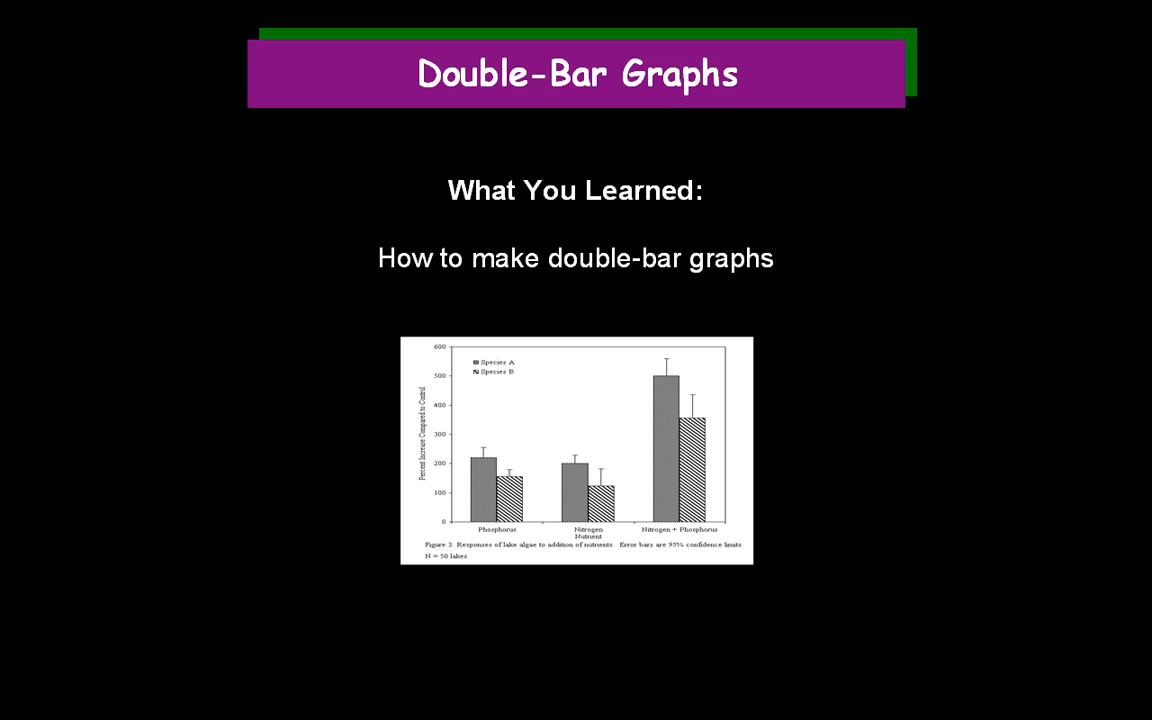 Double-Bar Graphs
What You Learned:
How to make double-bar graphs
600
500
400
300
200
100
0
Percent Increase Compared to Control
Species A
Species B
Phosphorus
Nitrogen
Nitrogen + Phosphorus
Nutrient
Figure 3. Responses of lake algae to addition of nutrients. Error bars are 95% confidence limits.
N = 50 lakes.